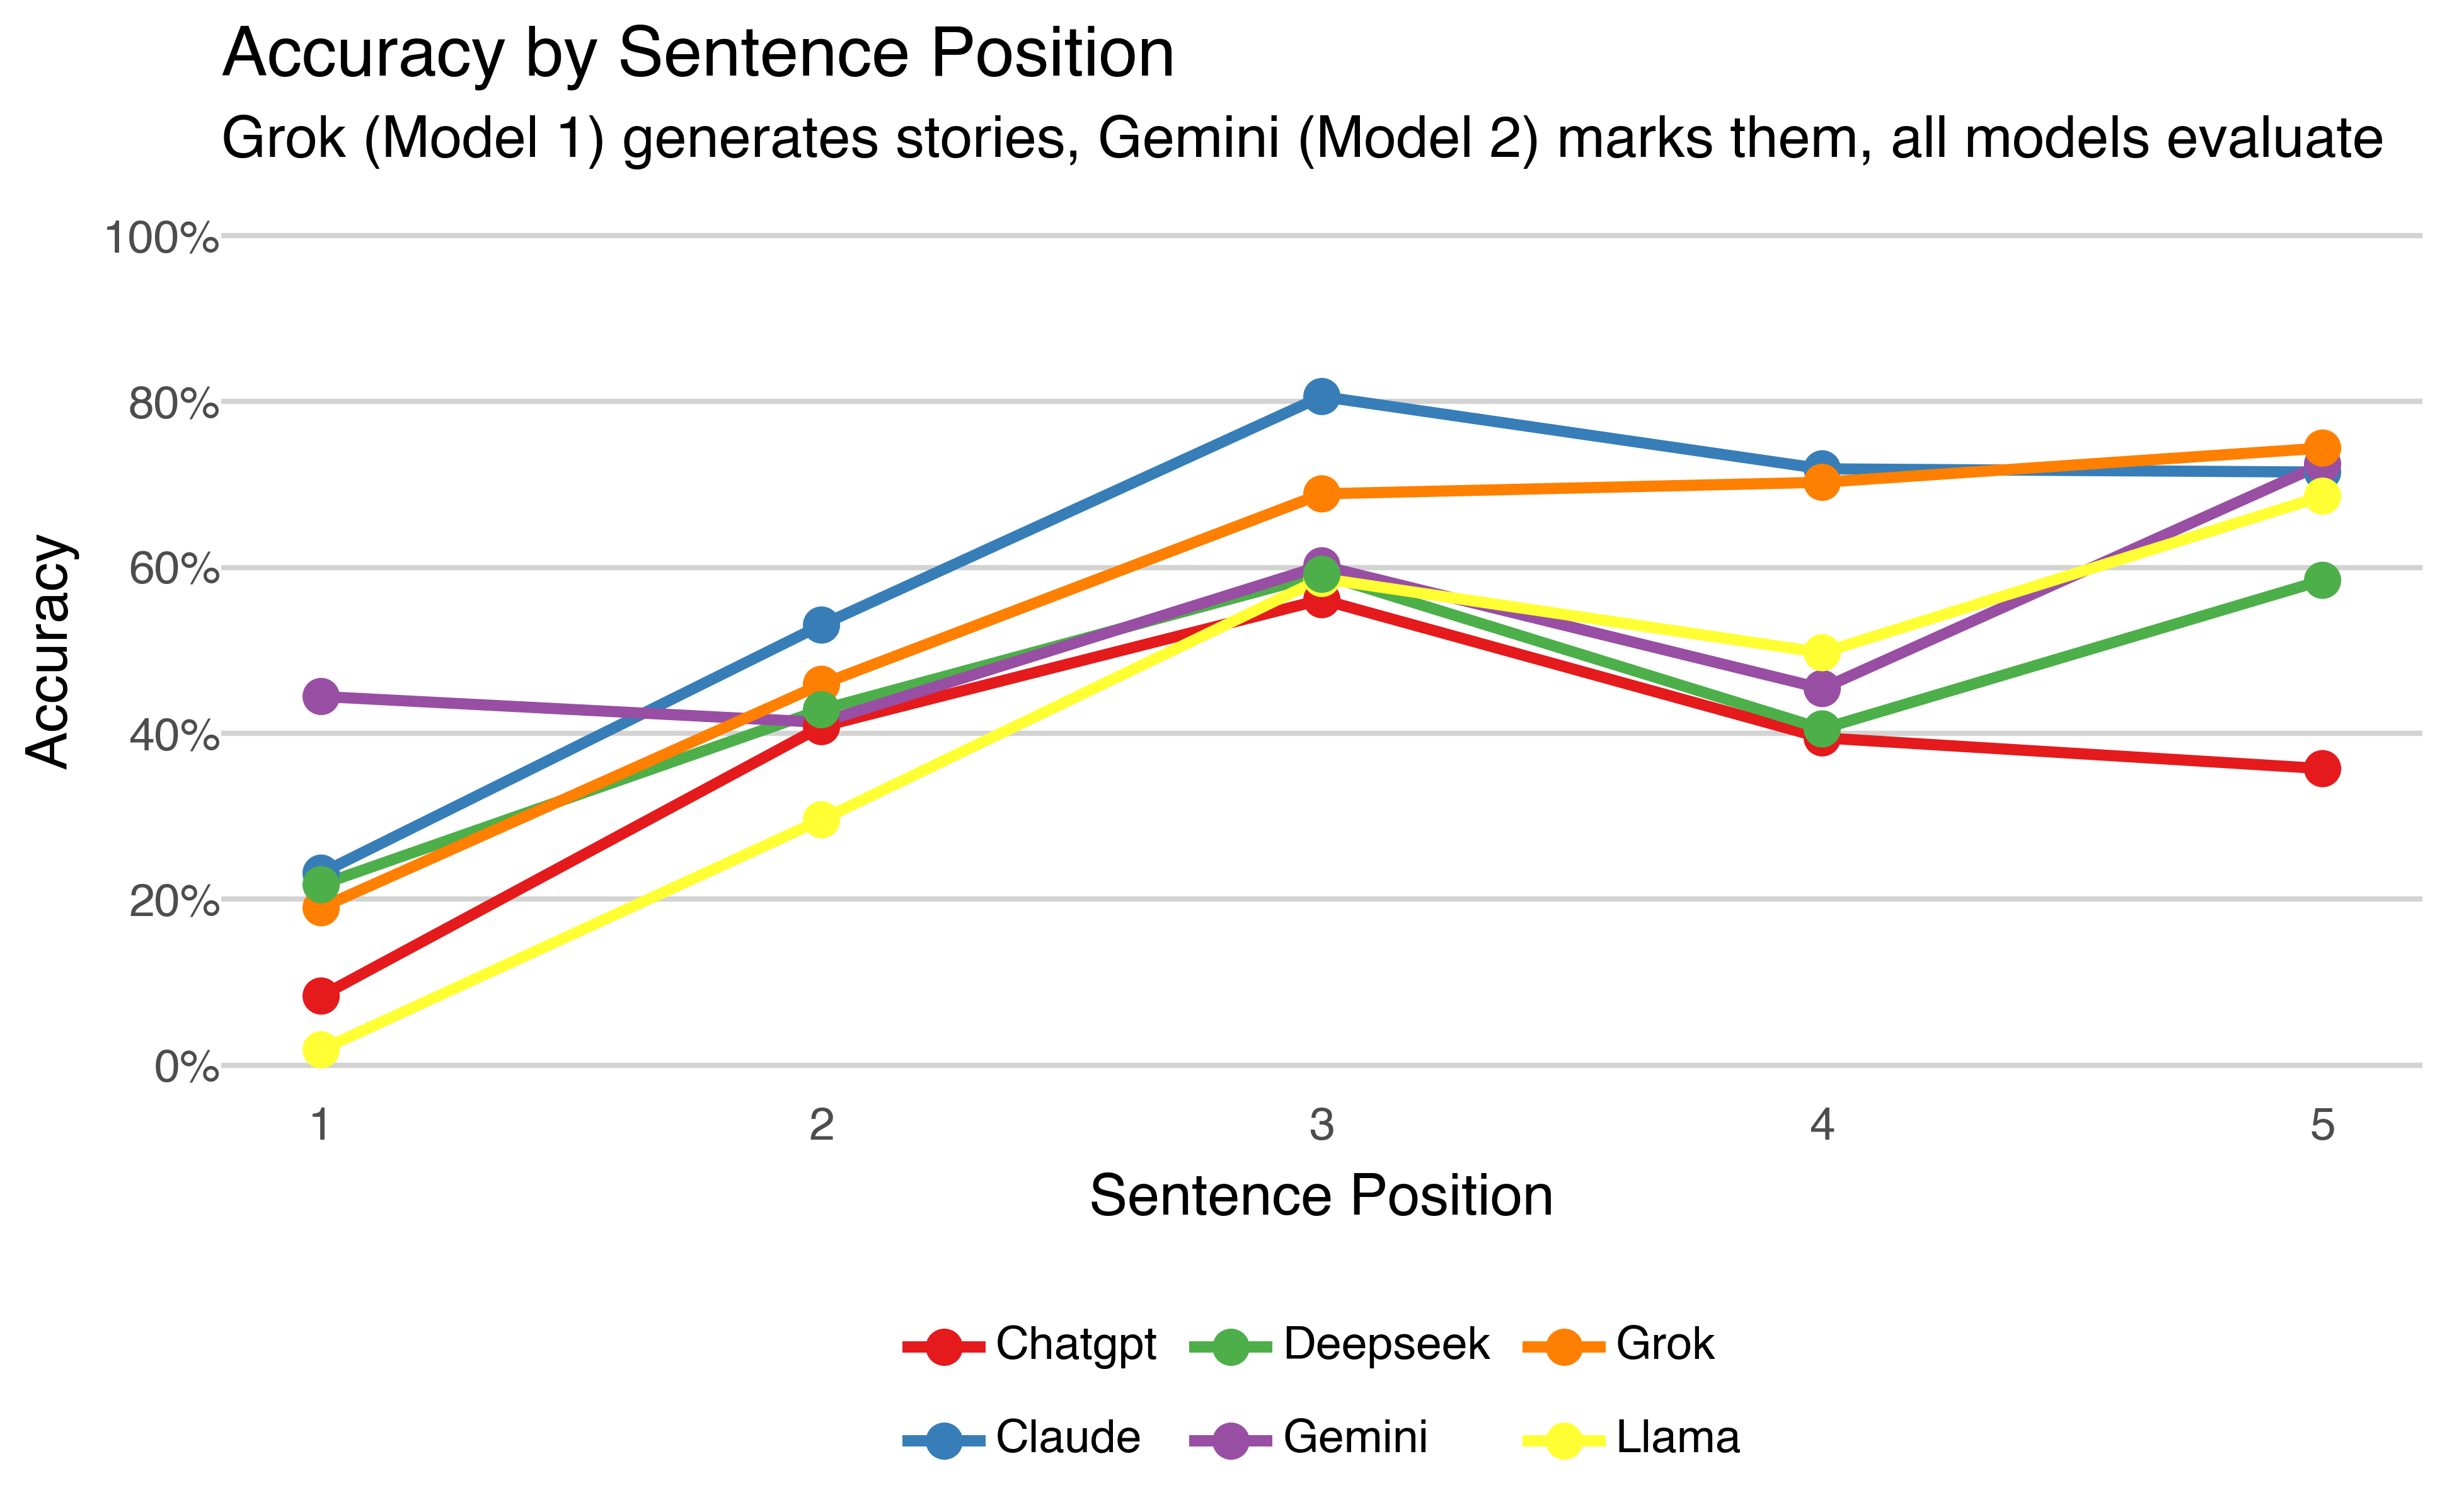 Accuracy by Sentence Position
Grok (Model 1) generates stories, Gemini (Model 2) marks them, all models evaluate
100%
80%
60%
40%
20%
0%
Accuracy
1 2 3 4 5
Sentence Position
Chatgpt Deepseek Grok
Claude Gemini Llama